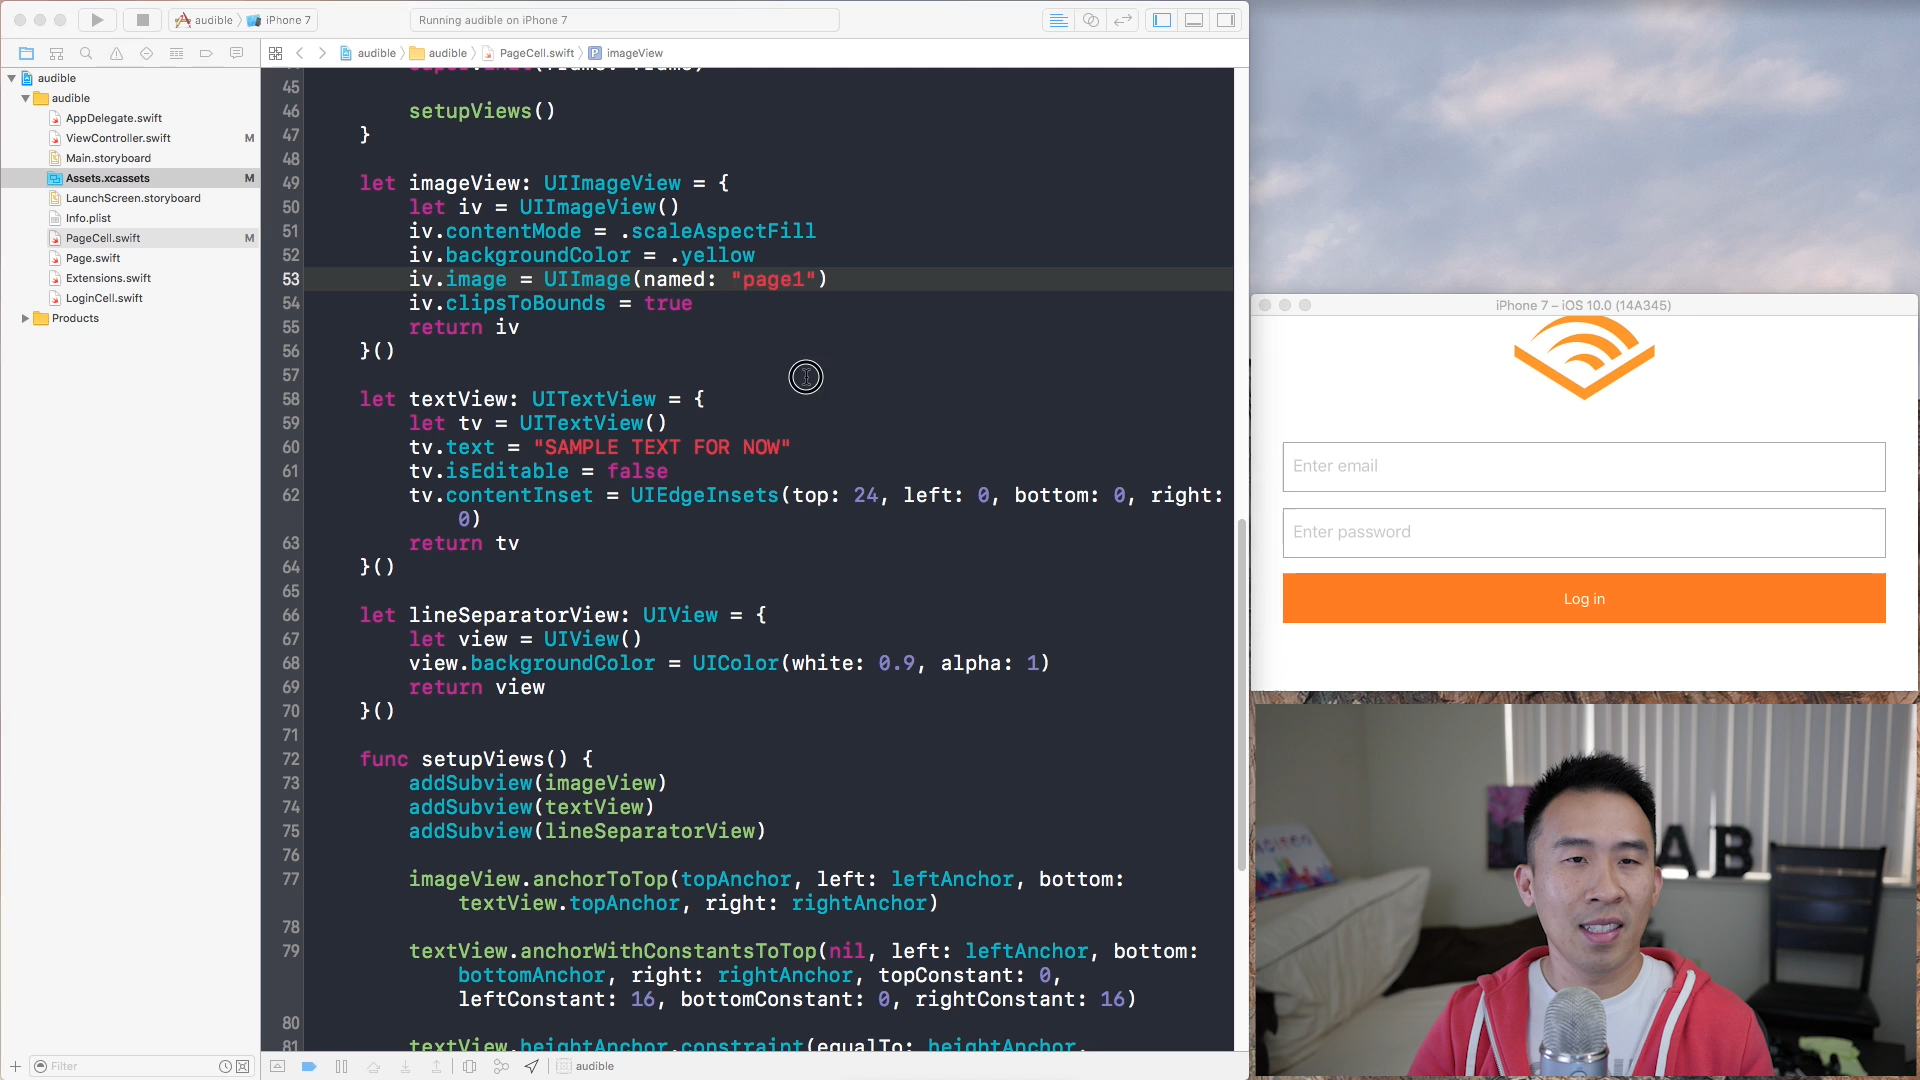 audible
iPhone 7
Running audible on iPhone 7
audible
audible
PageCell.swift
P
imageView
audible
audible
AppDelegate.swift
ViewController.swift
M
Main.storyboard
Assets.xcassets
M
LaunchScreen.storyboard
Info.plist
PageCell.swift
M
Page.swift
Extensions.swift
LoginCell.swift
Products
Filter
45
46 setupViews()
47 }
48
49 let imageView: UIImageView = {
50 let iv = UIImageView()
51 iv.contentMode = .scaleAspectFill
52 iv.backgroundColor = .yellow
53 iv.image = UIImage(named: "page1")
54 iv.clipsToBounds = true
55 return iv
56 }()
57
58 let textView: UITextView = {
59 let tv = UITextView()
60 tv.text = "SAMPLE TEXT FOR NOW"
61 tv.isEditable = false
62 tv.contentInset = UIEdgeInsets(top: 24, left: 0, bottom: 0, right:
0)
63 return tv
64 }()
65
66 let lineSeparatorView: UIView = {
67 let view = UIView()
68 view.backgroundColor = UIColor(white: 0.9, alpha: 1)
69 return view
70 }()
71
72 func setupViews() {
73 addSubview(imageView)
74 addSubview(textView)
75 addSubview(lineSeparatorView)
76
77 imageView.anchorToTop(topAnchor, left: leftAnchor, bottom:
textView.topAnchor, right: rightAnchor)
78
79 textView.anchorWithConstantsToTop(nil, left: leftAnchor, bottom:
bottomAnchor, right: rightAnchor, topConstant: 0,
leftConstant: 16, bottomConstant: 0, rightConstant: 16)
80
81 textView.heightAnchor.constraint(equalTo: heightAnchor,
audible
iPhone 7 – iOS 10.0 (14A345)
Enter email
Enter password
Log in
AB